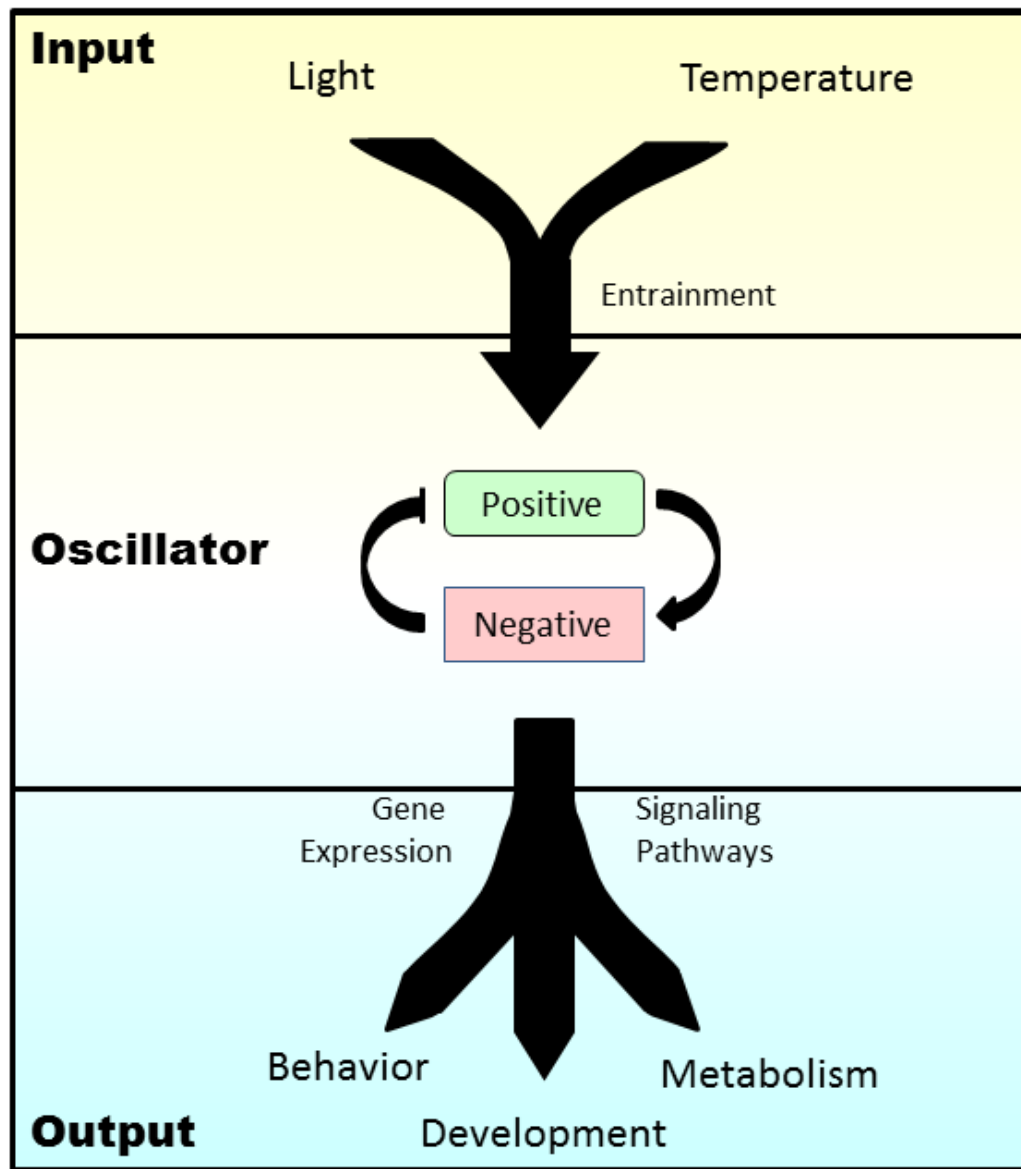 Input
Light
Temperature
Entrainment
Positive
Oscillator
Negative
Gene
Expression
Signaling
Pathways
Behavior
Metabolism
Development
Output